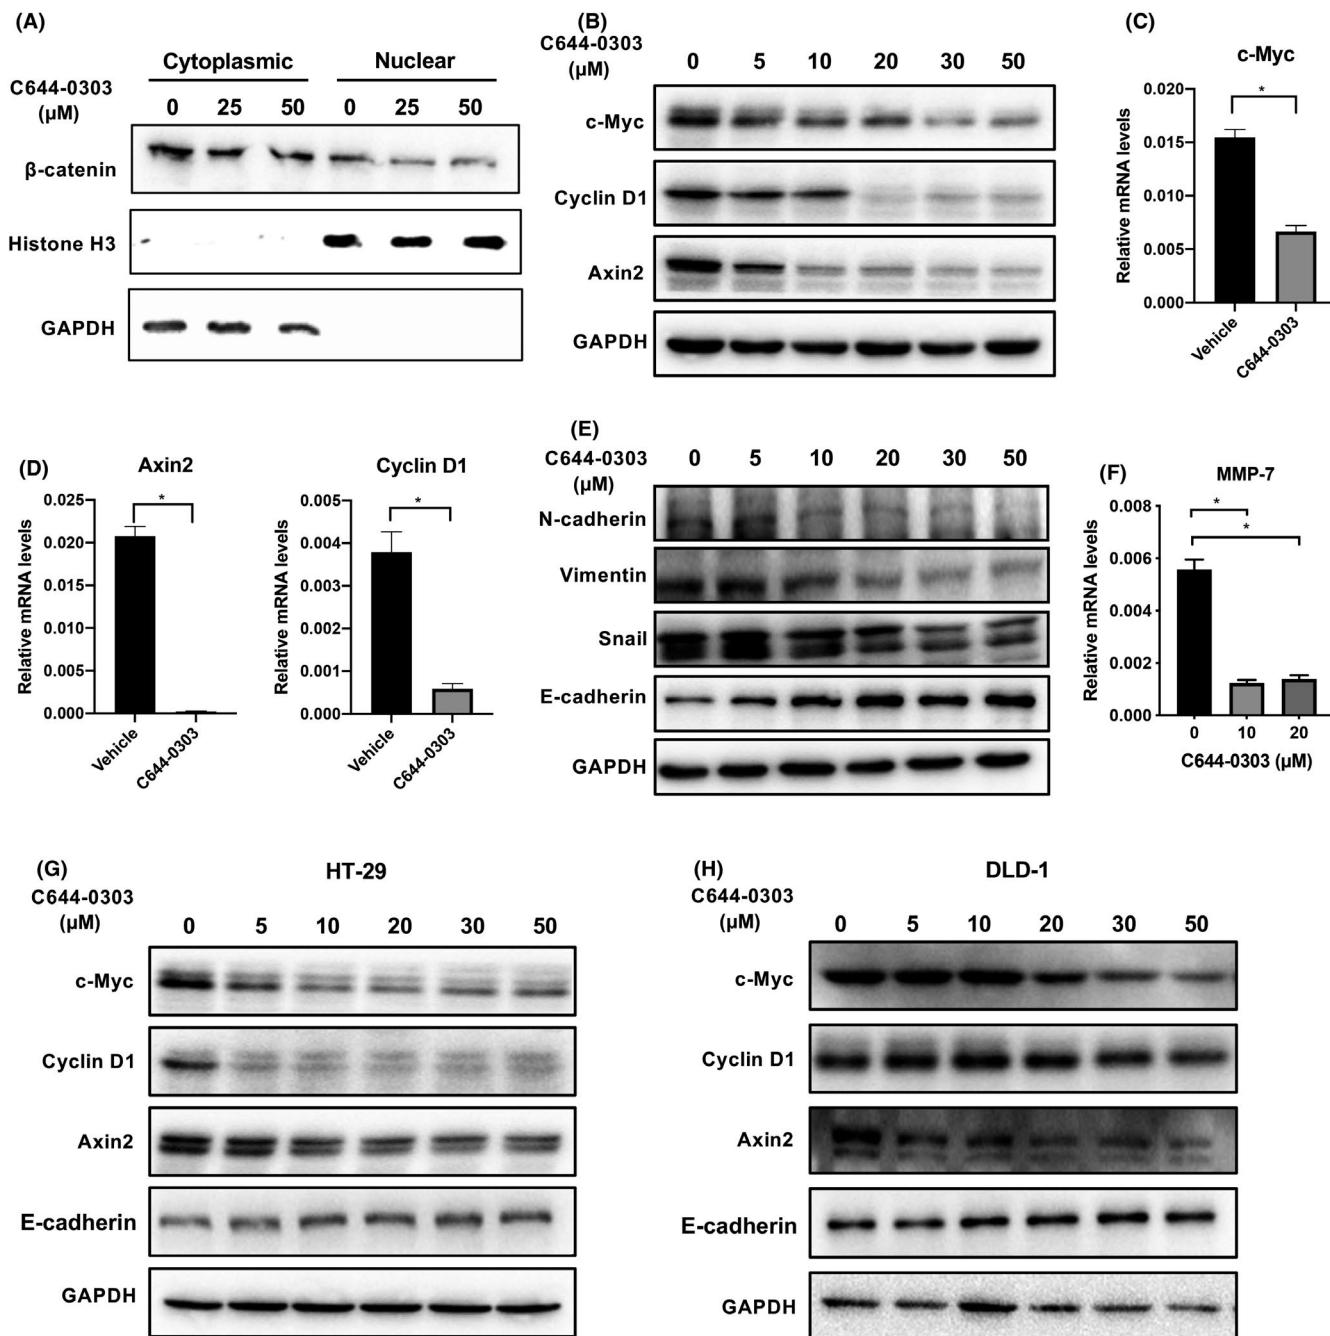 (A)
Cytoplasmic Nuclear
C644-0303
(μM)
0 25 50 0 25 50
β-catenin
Histone H3
GAPDH
(B)
C644-0303
(μM)
0 5 10 20 30 50
c-Myc
Cyclin D1
Axin2
GAPDH
(C)
c-Myc
Relative mRNA levels
0.020
0.015
0.010
0.005
0.000
*
Vehicle
C644-0303
(D)
Axin2
Relative mRNA levels
0.025
0.020
0.015
0.010
0.005
0.000
*
Vehicle
C644-0303
Cyclin D1
Relative mRNA levels
0.005
0.004
0.003
0.002
0.001
0.000
*
Vehicle
C644-0303
(E)
C644-0303
(μM)
0 5 10 20 30 50
N-cadherin
Vimentin
Snail
E-cadherin
GAPDH
(F)
MMP-7
Relative mRNA levels
0.008
0.006
0.004
0.002
0.000
*
*
0 10 20
C644-0303 (μM)
(G)
HT-29
C644-0303
(μM)
0 5 10 20 30 50
c-Myc
Cyclin D1
Axin2
E-cadherin
GAPDH
(H)
DLD-1
C644-0303
(μM)
0 5 10 20 30 50
c-Myc
Cyclin D1
Axin2
E-cadherin
GAPDH